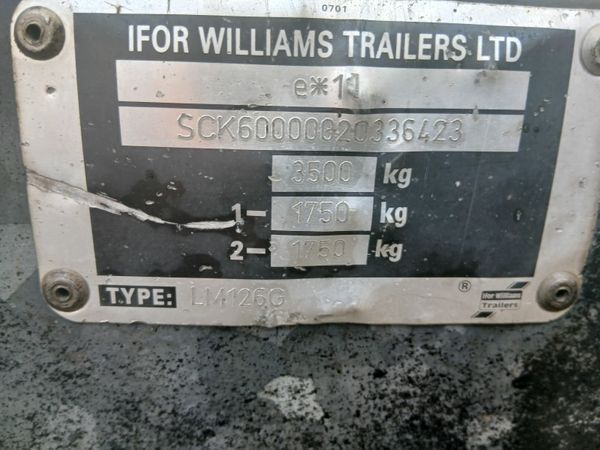 0701
IFOR WILLIAMS TRAILERS LTD
e*11
SCK60000020336423
3500 kg
1- 1750 kg
2- 1750 kg
TYPE: LM126G ®
Ifor Williams
Trailers